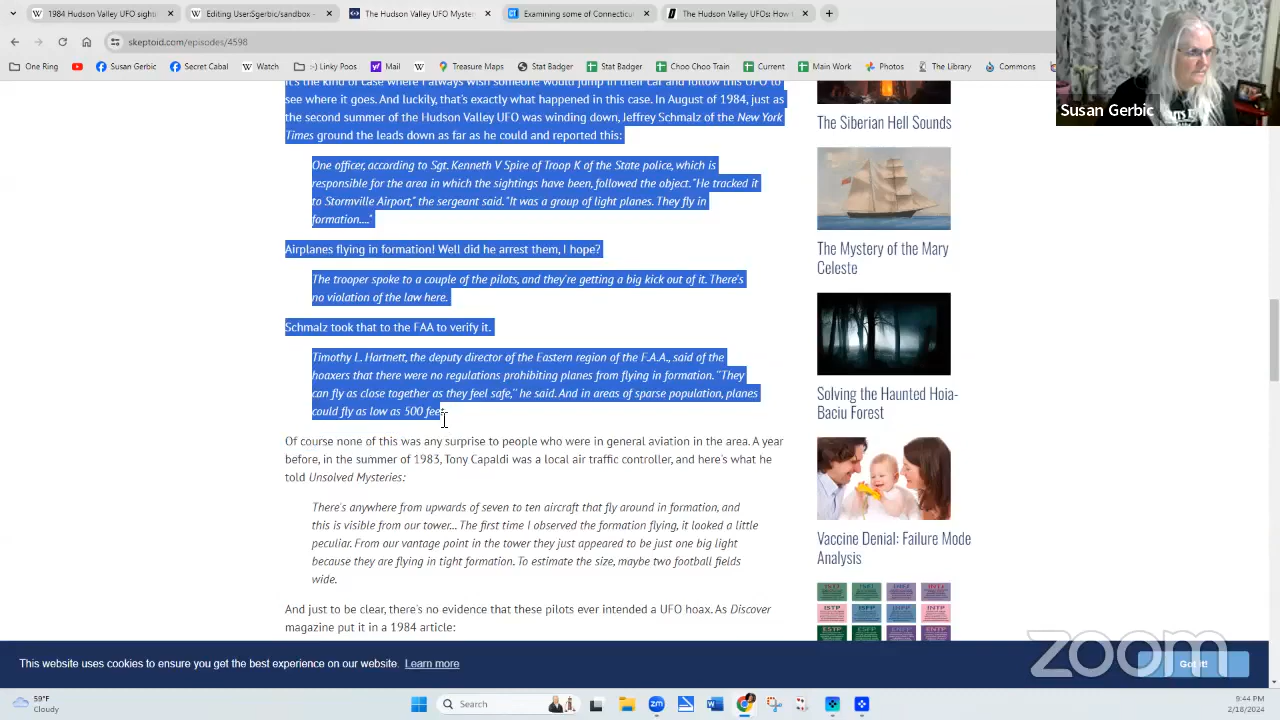 1984 Hudson Valley UFO sighti
Editing UserSgerbic/sandbox -
The Hudson Valley UFO Myster
Examining some of Connecticut
The Hudson Valley UFOs: How
skeptoid.com/episodes/4598
One Ring
Susan Gerbic
Secret Cabal
Watch
:-) Linky Poos
Mail
Treasure Maps
Stat Badger
Stat Badger
Choo Choo Train
Current
Main Work
Photos
The Library
Commons
It's the kind of case where I always wish someone would jump in their car and follow this UFO to
see where it goes. And luckily, that's exactly what happened in this case. In August of 1984, just as
the second summer of the Hudson Valley UFO was winding down, Jeffrey Schmalz of the New York
Times ground the leads down as far as he could and reported this:
One officer, according to Sgt. Kenneth V Spire of Troop K of the State police, which is
responsible for the area in which the sightings have been, followed the object. "He tracked it
to Stormville Airport," the sergeant said. "It was a group of light planes. They fly in
formation...."
Airplanes flying in formation! Well did he arrest them, I hope?
The trooper spoke to a couple of the pilots, and they're getting a big kick out of it. There's
no violation of the law here.
Schmalz took that to the FAA to verify it.
Timothy L. Hartnett, the deputy director of the Eastern region of the F.A.A., said of the
hoaxers that there were no regulations prohibiting planes from flying in formation. "They
can fly as close together as they feel safe," he said. And in areas of sparse population, planes
could fly as low as 500 feet.
Of course none of this was any surprise to people who were in general aviation in the area. A year
before, in the summer of 1983, Tony Capaldi was a local air traffic controller, and here's what he
told Unsolved Mysteries:
There's anywhere from upwards of seven to ten aircraft that fly around in formation, and
this is visible from our tower... The first time I observed the formation flying, it looked a little
peculiar. From our vantage point in the tower they just appeared to be just one big light
because they are flying in tight formation. To estimate the size, maybe two football fields
wide.
And just to be clear, there's no evidence that these pilots ever intended a UFO hoax. As Discover
magazine put it in a 1984 article:
The Siberian Hell Sounds
The Mystery of the Mary
Celeste
Solving the Haunted Hoia-
Baciu Forest
Vaccine Denial: Failure Mode
Analysis
ISTP
ISFP
INFP
INTP
ESTP
ESFP
ENFP
ENTP
Susan Gerbic
This website uses cookies to ensure you get the best experience on our website. Learn more
Got it!
zoom
59°F
Cloudy
Search
9:44 PM
2/18/2024